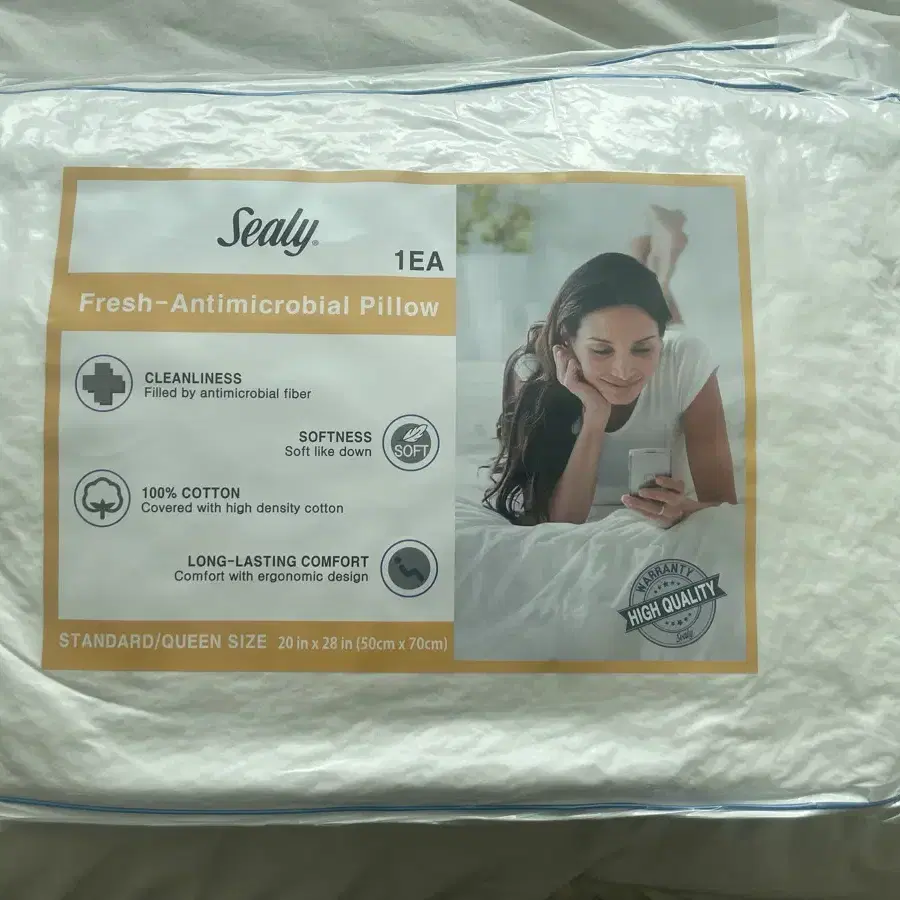 Sealy®
1EA
Fresh-Antimicrobial Pillow
CLEANLINESS
Filled by antimicrobial fiber
SOFTNESS
Soft like down
SOFT
100% COTTON
Covered with high density cotton
LONG-LASTING COMFORT
Comfort with ergonomic design
STANDARD/QUEEN SIZE 20 in x 28 in (50cm x 70cm)
WARRANTY
HIGH QUALITY
Sealy